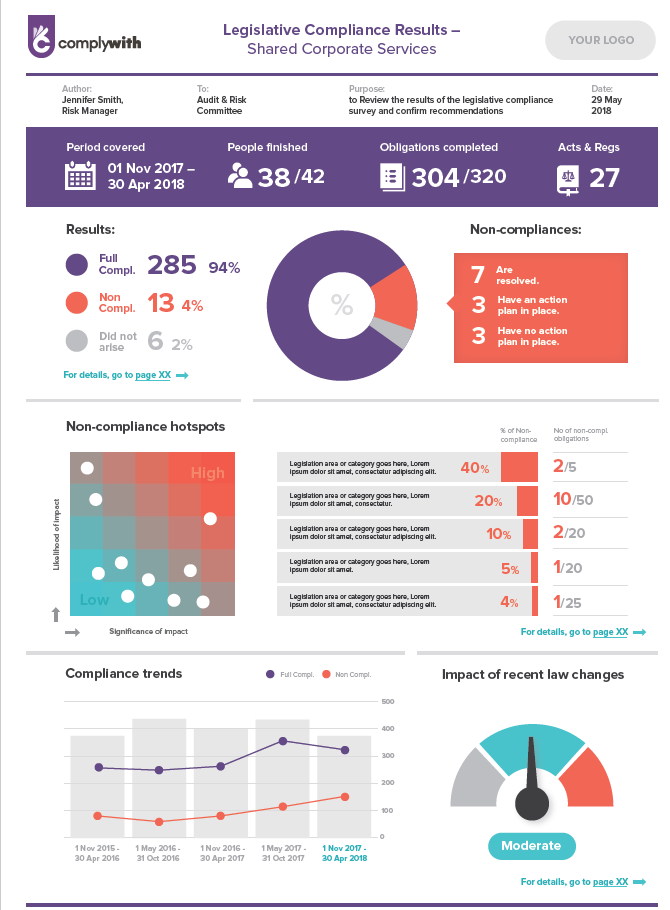 complywith
Legislative Compliance Results –
Shared Corporate Services
YOUR LOGO
Author:
Jennifer Smith,
Risk Manager
To:
Audit & Risk
Committee
Purpose:
to Review the results of the legislative compliance
survey and confirm recommendations
Date:
29 May
2018
Period covered
01 Nov 2017 –
30 Apr 2018
People finished
38 /42
Obligations completed
304 /320
Acts & Regs
27
Results:
Full
Compl.
285 94%
Non
Compl.
13 4%
Did not
arise
6 2%
For details, go to page XX
%
Non-compliances:
7 Are
resolved.
3 Have an action
plan in place.
3 Have no action
plan in place.
Non-compliance hotspots
High
Low
Likelihood of impact
Significance of impact
% of Non-
compliance
No of non-compl.
obligations
Legislation area or category goes here, Lorem
ipsum dolor sit amet, consectetur adipiscing elit.
40%
2/5
Legislation area or category goes here, Lorem
ipsum dolor sit amet, consectetur.
20%
10/50
Legislation area or category goes here, Lorem
ipsum dolor sit amet, consectetur adipiscing elit.
10%
2/20
Legislation area or category goes here, Lorem
ipsum dolor sit amet.
5%
1/20
Legislation area or category goes here, Lorem
ipsum dolor sit amet, consectetur adipiscing elit.
4%
1/25
For details, go to page XX
Compliance trends
Full Compl.
Non Compl.
500
400
300
200
100
0
1 Nov 2015 -
30 Apr 2016
1 May 2016 -
31 Oct 2016
1 Nov 2016 -
30 Apr 2017
1 May 2017 -
31 Oct 2017
1 Nov 2017 -
30 Apr 2018
Impact of recent law changes
Moderate
For details, go to page XX